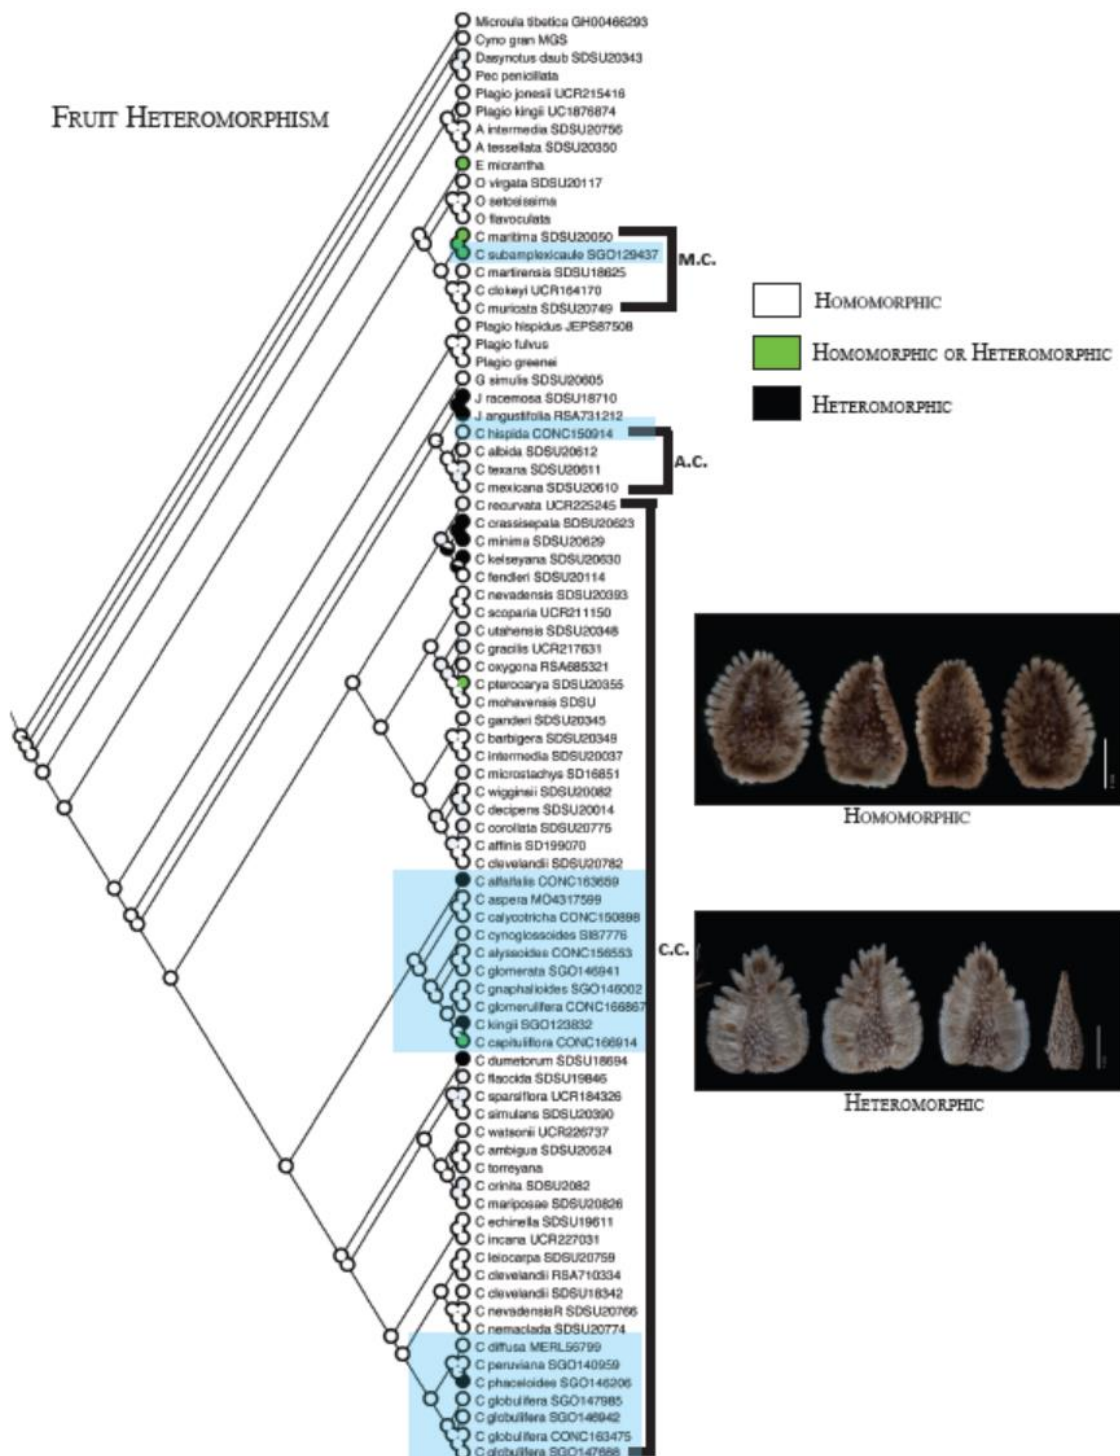 FRUIT HETEROMORPHISM
Microula tibetica GH00466293
Cyno gran MGS
Dasynotus daub SDSU20343
Pec penicillata
Plagio jonesii UCR215416
Plagio kingii UC1876874
A intermedia SDSU20756
A tessellata SDSU20350
E micrantha
O virgata SDSU20117
O setosissima
O flavoculata
C maritima SDSU20050
C subamplexicaule SGO129437
C martirensis SDSU18625
C clokeyi UCR164170
C muricata SDSU20749
Plagio hispidus JEPS87508
Plagio fulvus
Plagio greenei
G simulis SDSU20605
J racemosa SDSU18710
J angustifolia RSA731212
C hispida CONC150914
C albida SDSU20612
C texana SDSU20611
C mexicana SDSU20610
C recurvata UCR225245
C crassisepala SDSU20623
C minima SDSU20629
C kelseyana SDSU20630
C fendleri SDSU20114
C nevadensis SDSU20393
C scoparia UCR211150
C utahensis SDSU20348
C gracilis UCR217631
C oxygona RSA685321
C pterocarya SDSU20355
C mohavensis SDSU
C ganderi SDSU20345
C barbigera SDSU20349
C intermedia SDSU20037
C microstachys SD16851
C wigginsii SDSU20082
C decipens SDSU20014
C corollata SDSU20775
C affinis SD199070
C clevelandii SDSU20782
C alfalfalis CONC163659
C aspera MO4317599
C calycotricha CONC150898
C cynoglossoides SI87776
C alyssoides CONC156553
C glomerata SGO146941
C gnaphalioides SGO146002
C glomerulifera CONC166867
C kingii SGO123832
C capituliflora CONC166914
C dumetorum SDSU18694
C flaccida SDSU19846
C sparsiflora UCR184326
C simulans SDSU20390
C watsonii UCR226737
C ambigua SDSU20524
C torreyana
C crinita SDSU2082
C mariposae SDSU20826
C echinella SDSU19611
C incana UCR227031
C leiocarpa SDSU20759
C clevelandii RSA710334
C clevelandii SDSU18342
C nevadensisR SDSU20766
C nemaclada SDSU20774
C diffusa MERL56799
C peruviana SGO140959
C phaceloides SGO146206
C globulifera SGO147985
C globulifera SGO146942
C globulifera CONC163475
C globulifera SGO147668
M.C.
A.C.
C.C.
HOMOMORPHIC
HOMOMORPHIC OR HETEROMORPHIC
HETEROMORPHIC
HOMOMORPHIC
HETEROMORPHIC